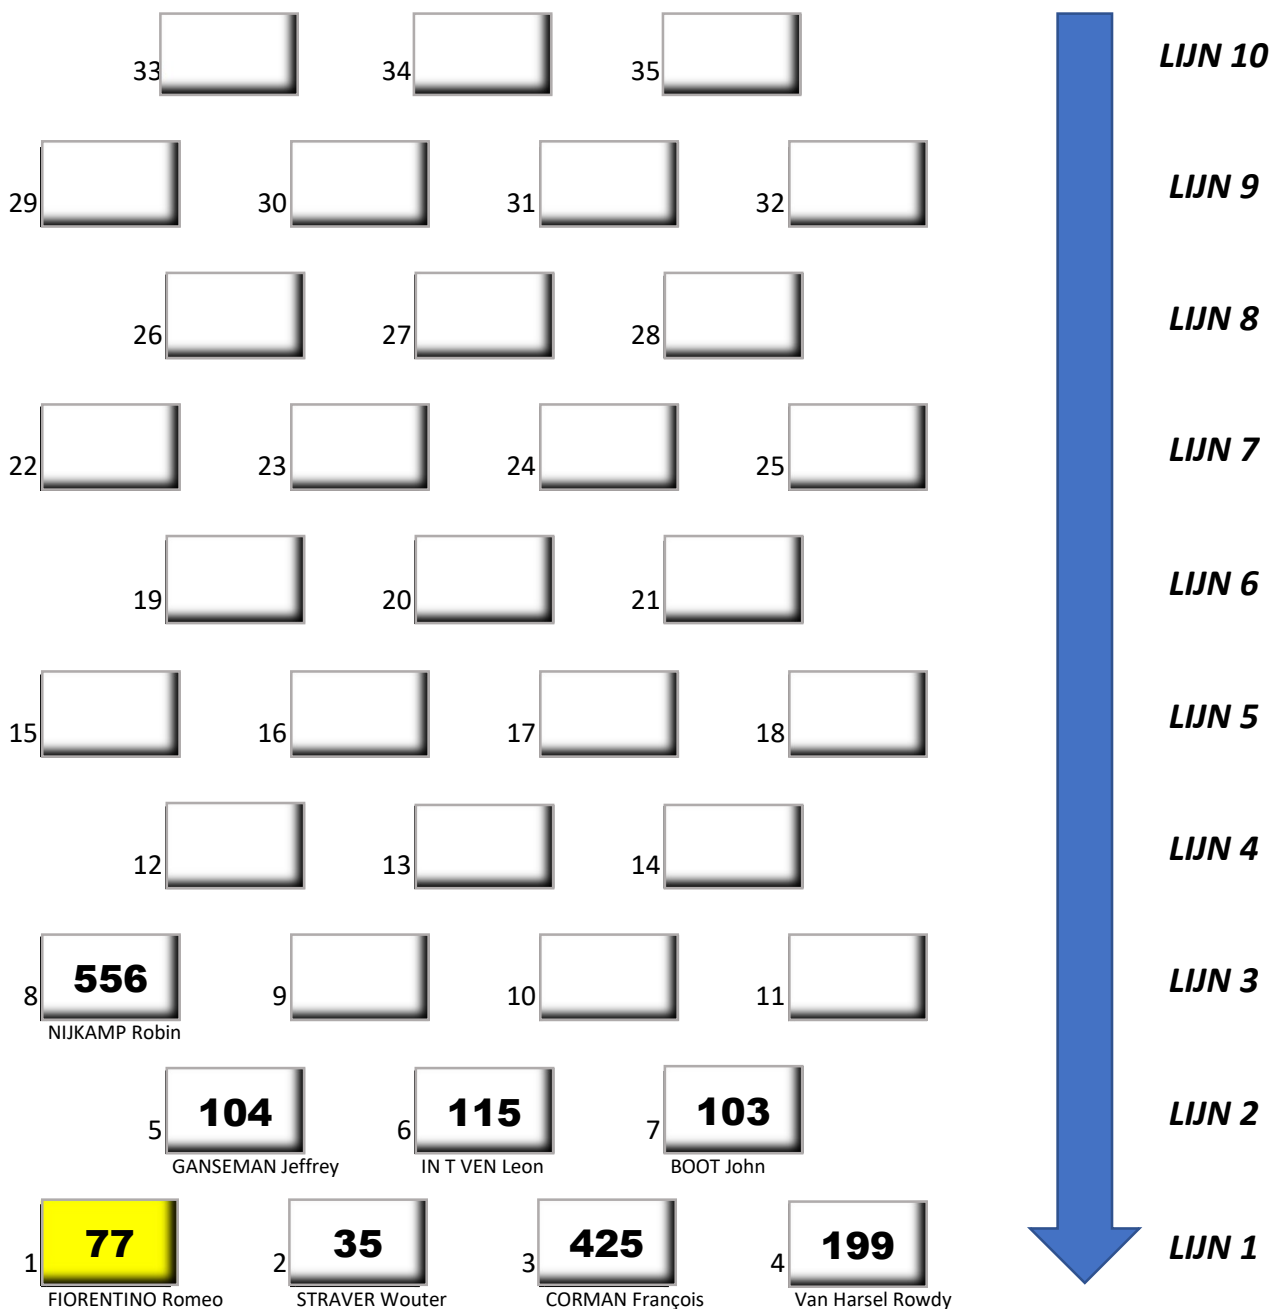 33 34 35 LIJN 10
29 30 31 32 LIJN 9
26 27 28 LIJN 8
22 23 24 25 LIJN 7
19 20 21 LIJN 6
15 16 17 18 LIJN 5
12 13 14 LIJN 4
8 556 9 10 11 LIJN 3
NIJKAMP Robin
5 104 6 115 7 103 LIJN 2
GANSEMAN Jeffrey IN T VEN Leon BOOT John
1 77 2 35 3 425 4 199 LIJN 1
FIORENTINO Romeo STRAVER Wouter CORMAN François Van Harsel Rowdy